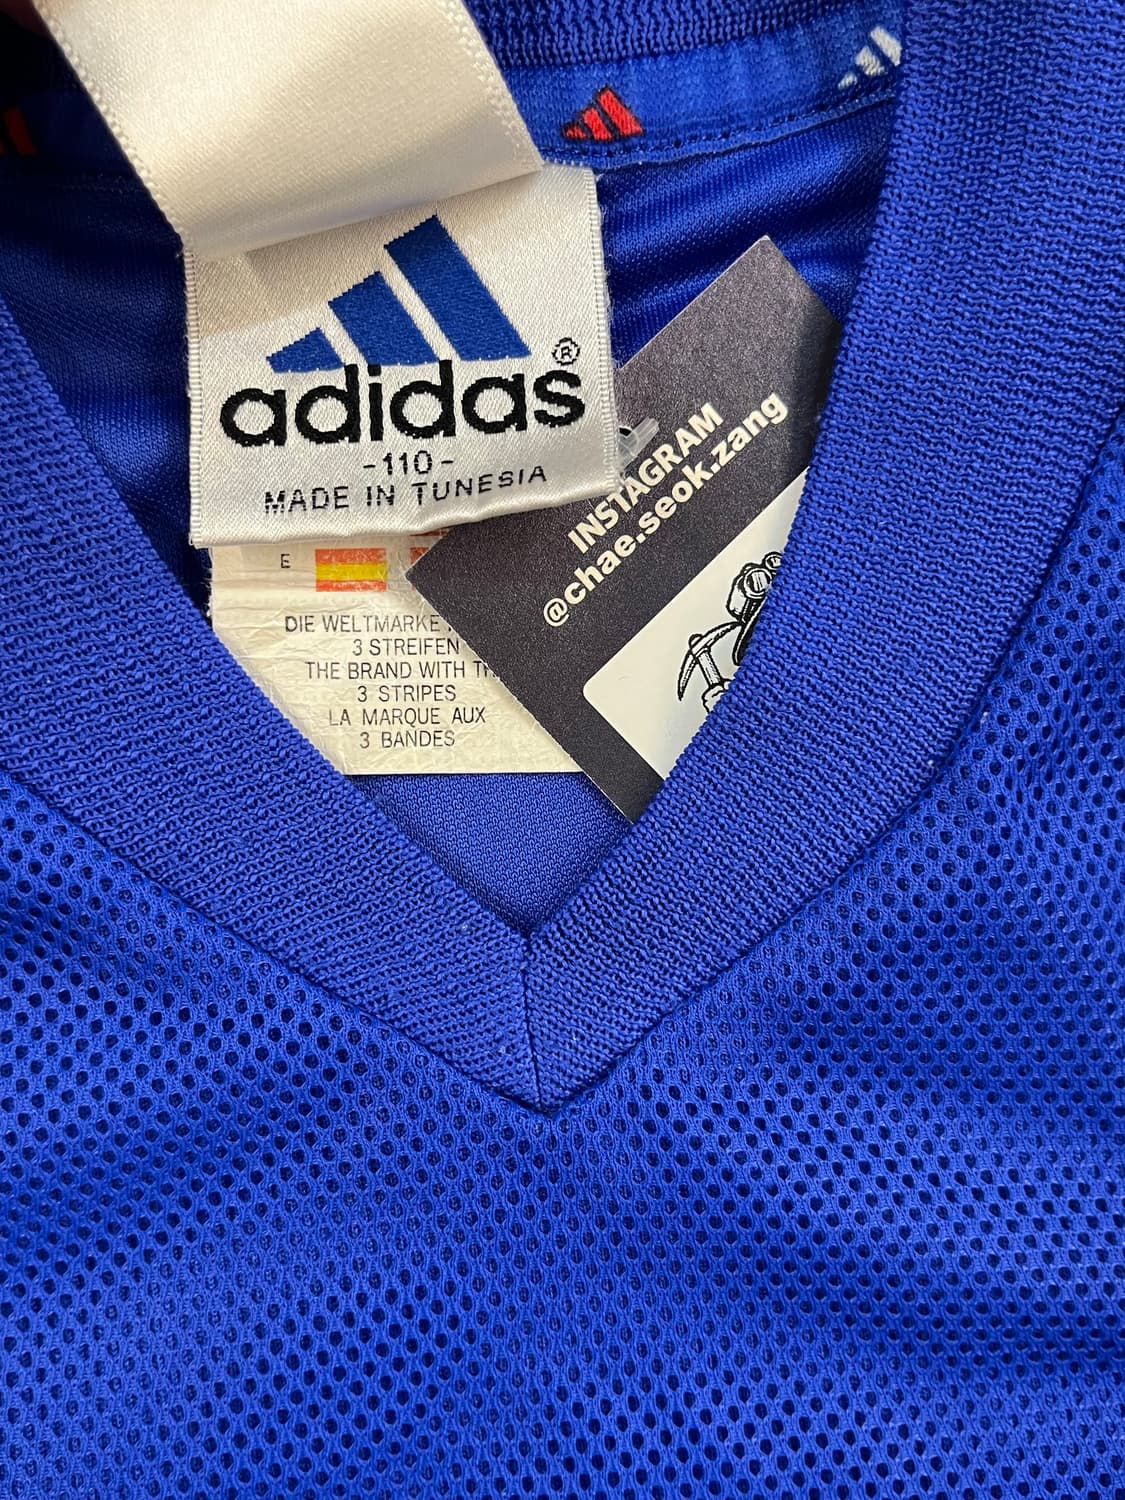 adidas®
-110-
MADE IN TUNESIA
E
DIE WELTMARKE
3 STREIFEN
THE BRAND WITH
3 STRIPES
LA MARQUE AUX
3 BANDES
INSTAGRAM
@chae.seok.zang